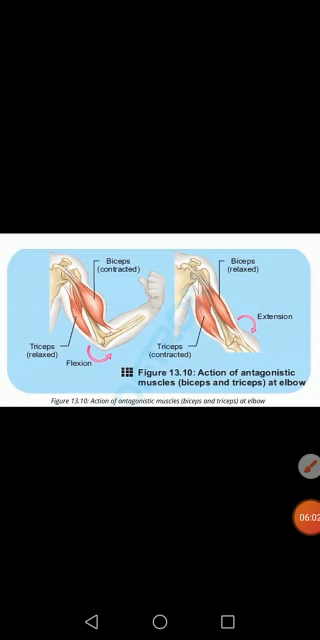 Biceps
(contracted)
Triceps
(relaxed)
Flexion
Biceps
(relaxed)
Extension
Triceps
(contracted)
Figure 13.10: Action of antagonistic
muscles (biceps and triceps) at elbow
Figure 13.10: Action of antagonistic muscles (biceps and triceps) at elbow
06:02